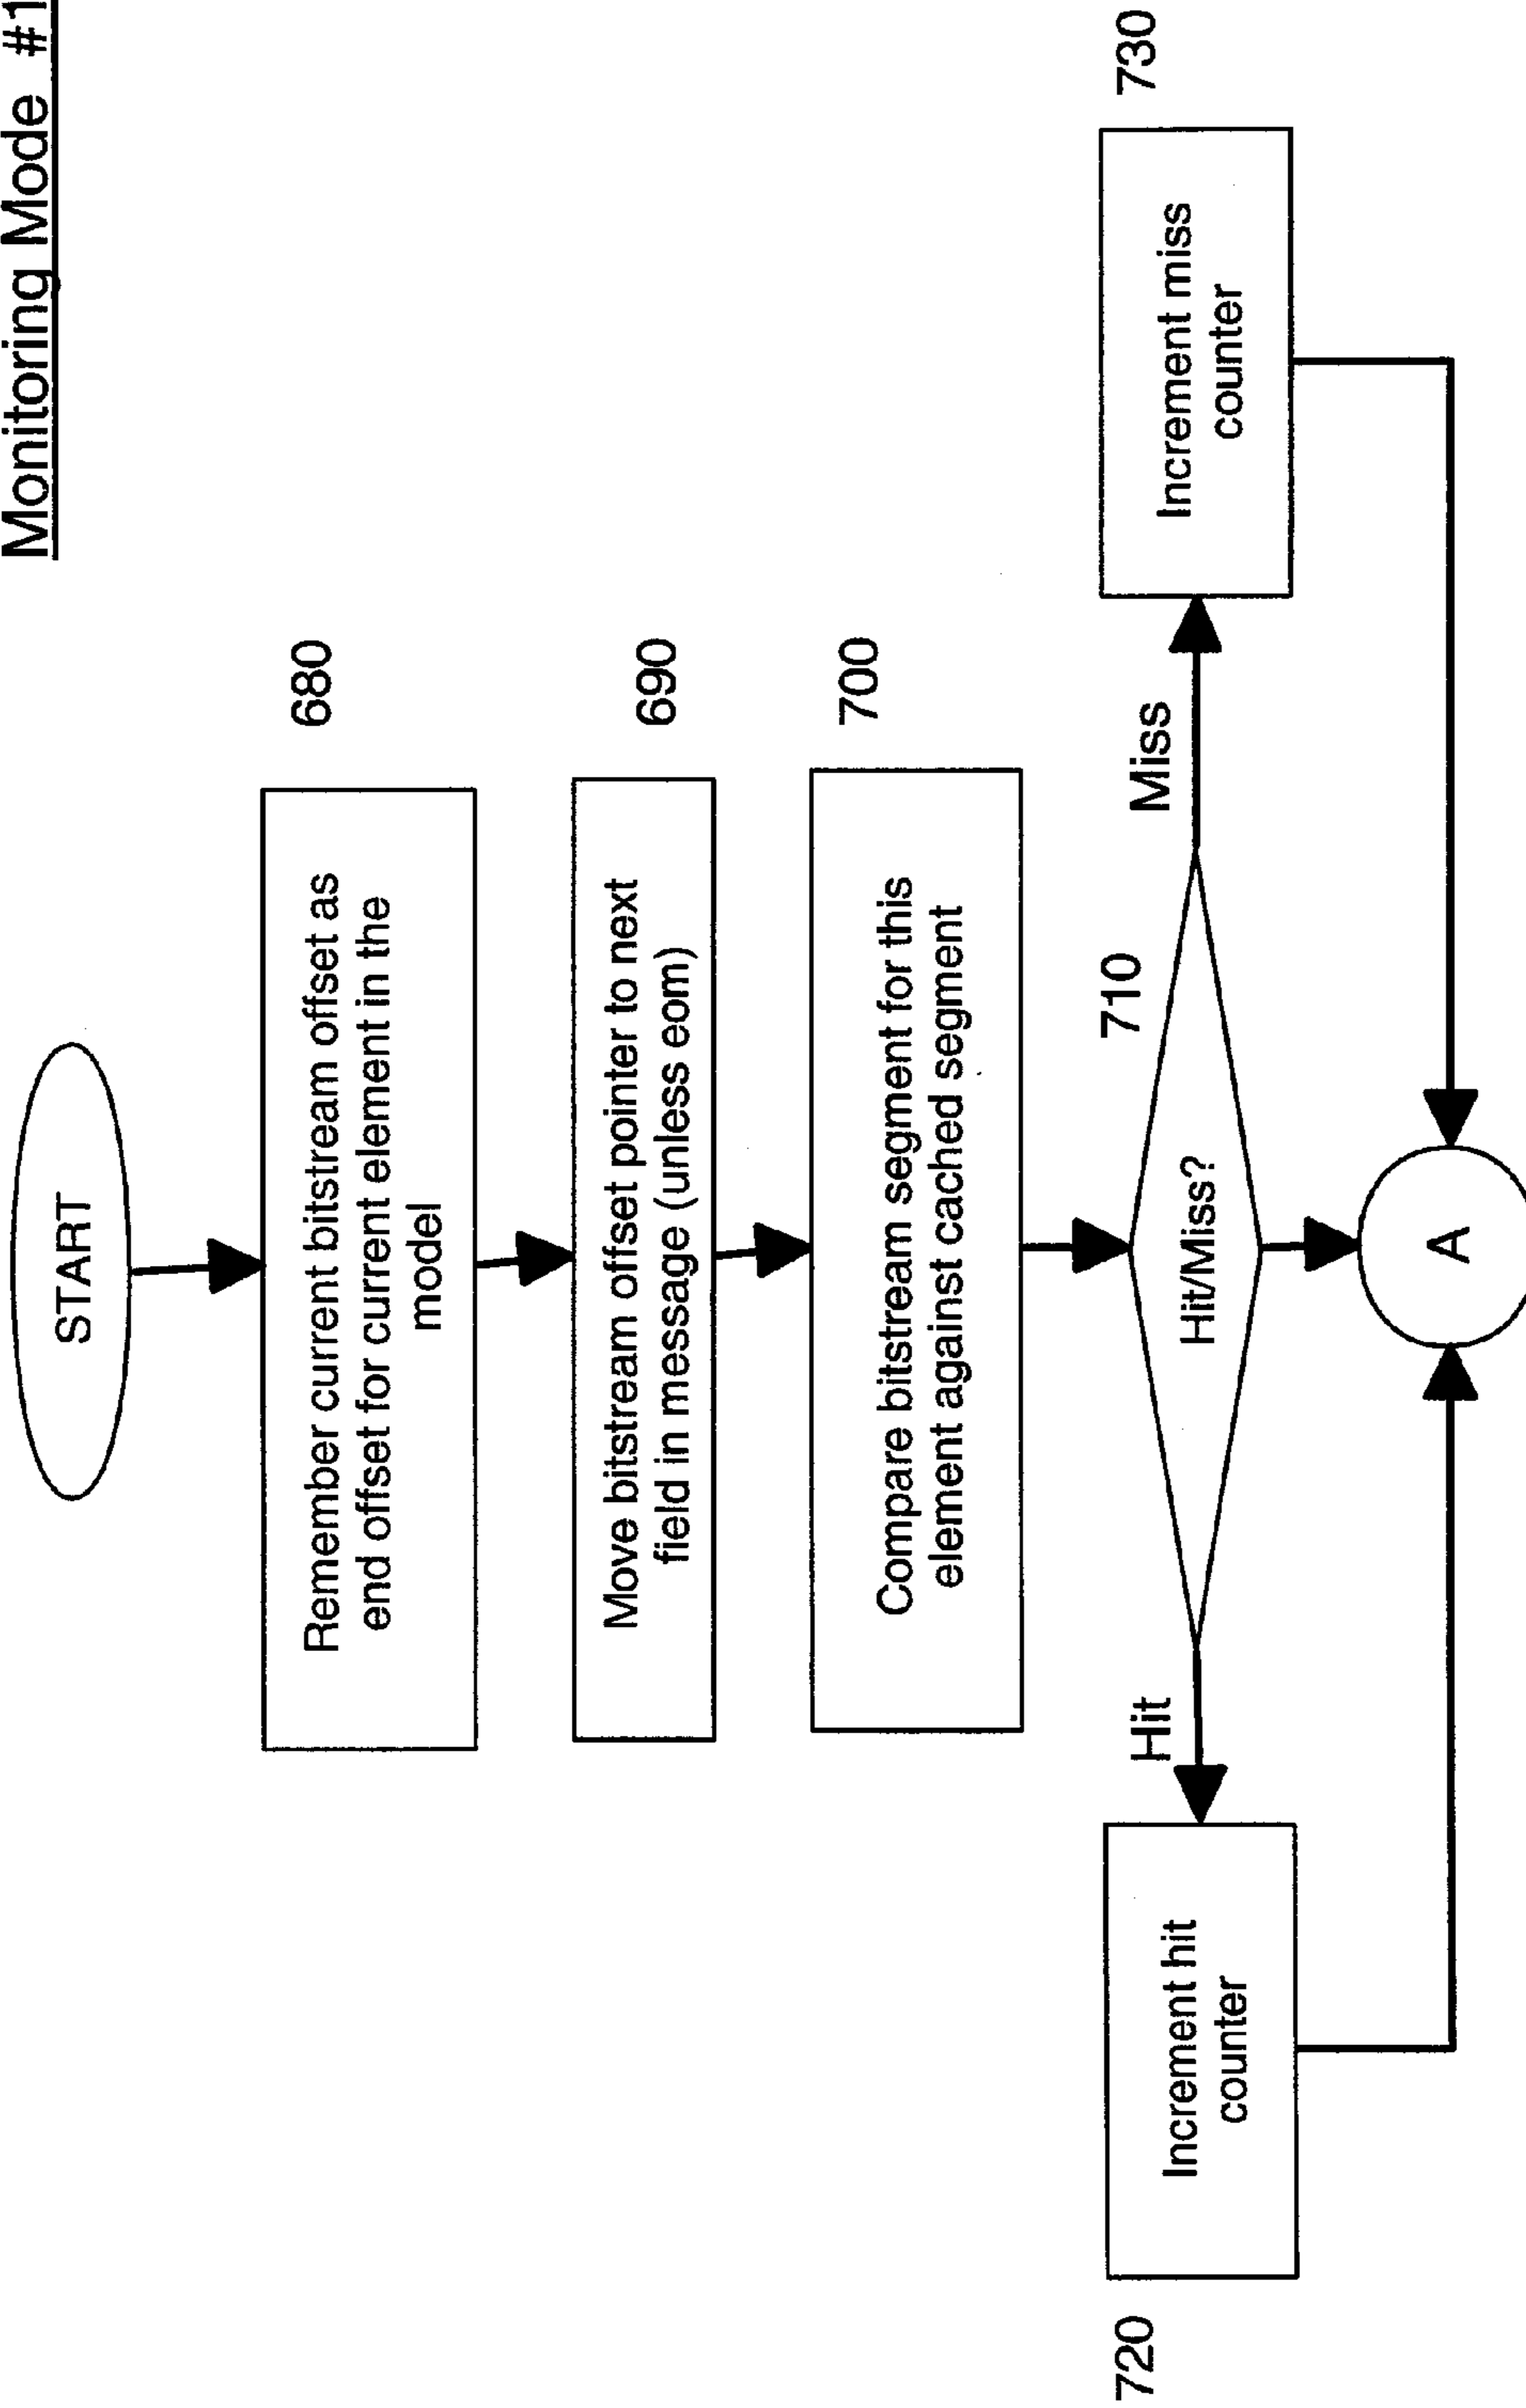 Monitoring Mode #1
START
680
Remember current bitstream offset as
end offset for current element in the
model
690
Move bitstream offset pointer to next
field in message (unless eom)
700
Compare bitstream segment for this
element against cached segment
710
Hit/Miss?
Hit
Miss
720
Increment hit
counter
730
Increment miss
counter
A